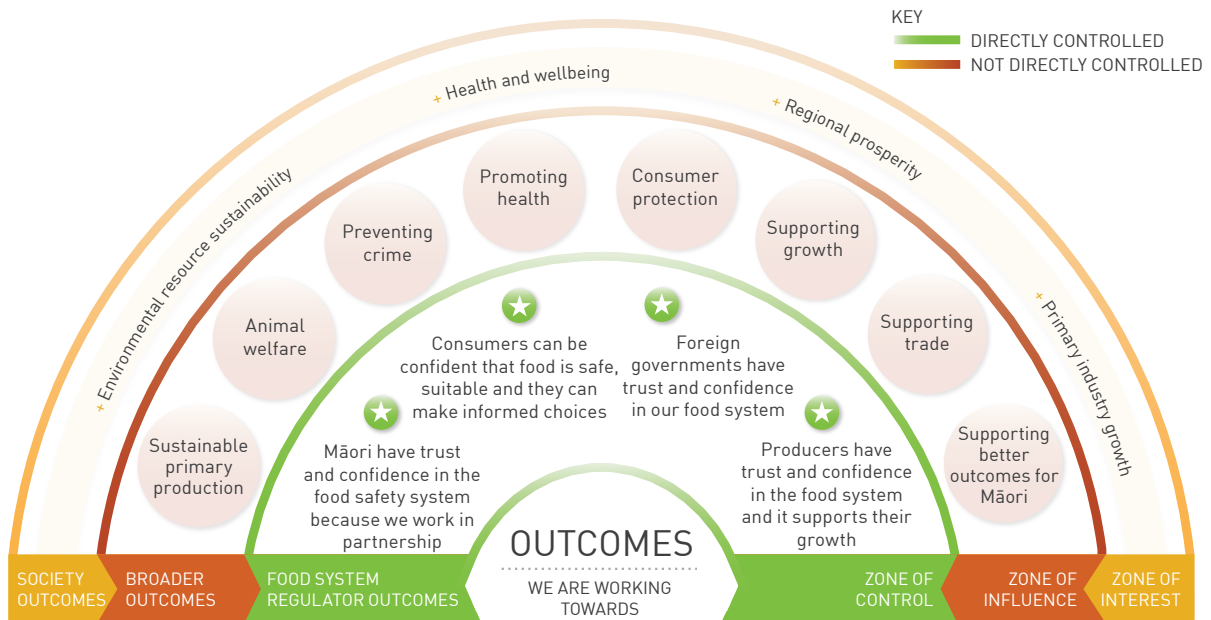 KEY
DIRECTLY CONTROLLED
NOT DIRECTLY CONTROLLED
+ Environmental resource sustainability
+ Health and wellbeing
+ Regional prosperity
+ Primary industry growth
Sustainable
primary
production
Animal
welfare
Preventing
crime
Promoting
health
Consumer
protection
Supporting
growth
Supporting
trade
Supporting
better
outcomes for
Māori
Māori have trust
and confidence in the
food safety system
because we work in
partnership
Consumers can be
confident that food is safe,
suitable and they can
make informed choices
Foreign
governments have
trust and confidence
in our food system
Producers have
trust and confidence
in the food system
and it supports their
growth
OUTCOMES
WE ARE WORKING
TOWARDS
SOCIETY
OUTCOMES
BROADER
OUTCOMES
FOOD SYSTEM
REGULATOR OUTCOMES
ZONE OF
CONTROL
ZONE OF
INFLUENCE
ZONE OF
INTEREST